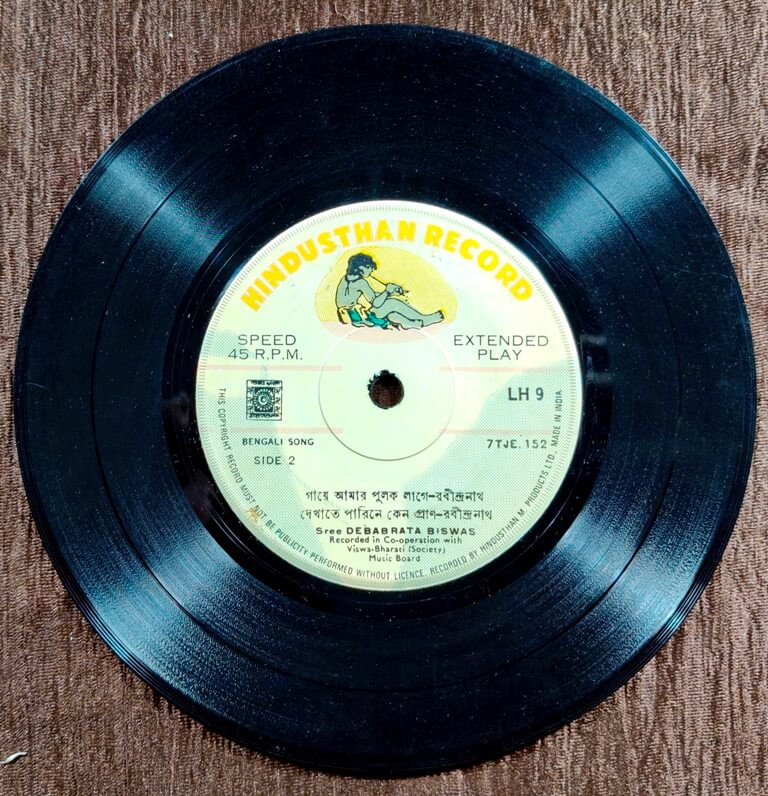 HINDUSTHAN RECORD
SPEED
45 R.P.M.
EXTENDED
PLAY
LH 9
BENGALI SONG
7TJE. 152
SIDE 2
গায়ে আমার পুলক লাগে–রবীন্দ্রনাথ
দেখাতে পারিনে কেন প্রাণ–রবীন্দ্রনাথ
Sree DEBABRATA BISWAS
Recorded in Co-operation with
Viswa-Bharati (Society)
Music Board
THIS COPYRIGHT RECORD MUST NOT BE PUBLICITY PERFORMED WITHOUT LICENCE. RECORDED BY HINDUSTHAN M. PRODUCTS LTD. MADE IN INDIA